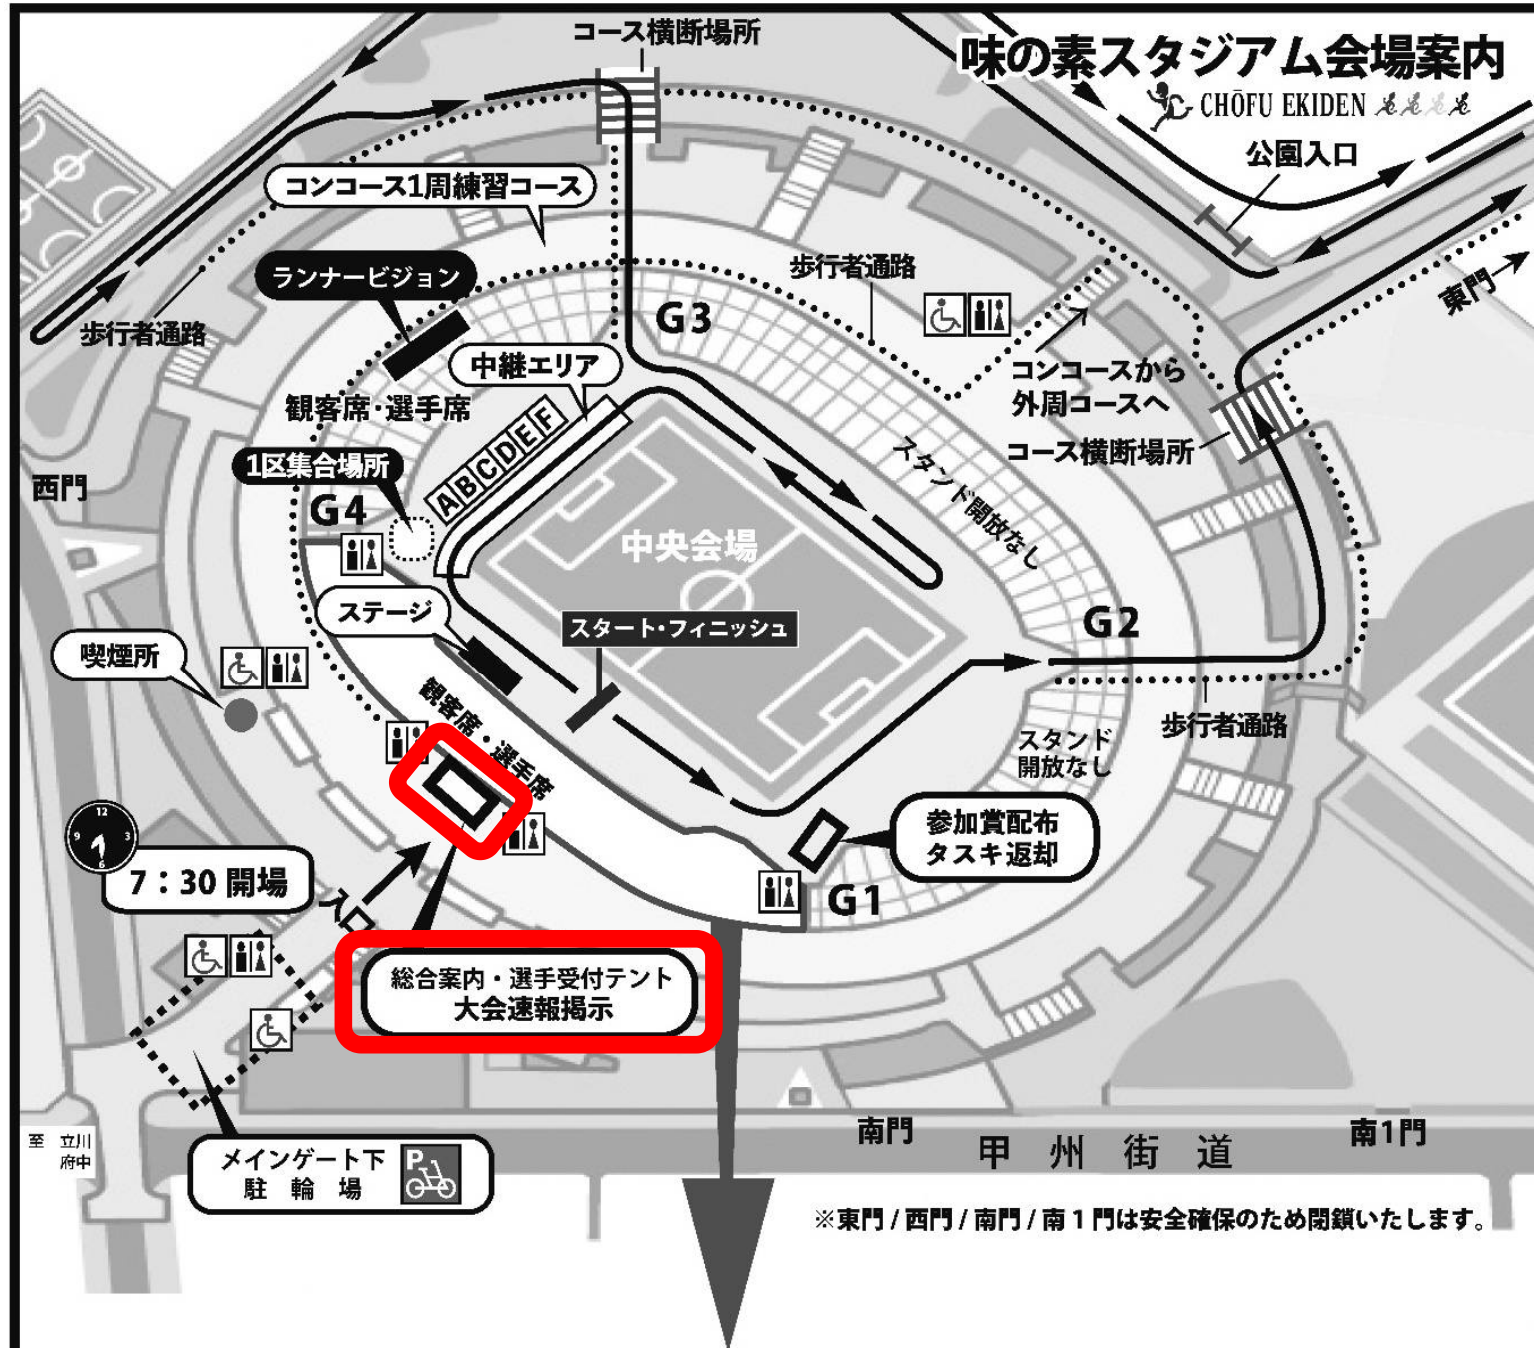 コース横断場所
味の素スタジアム会場案内
CHŌFU EKIDEN
公園入口
コンコース1周練習コース
ランナービジョン
歩行者通路
東門
歩行者通路
G3
中継エリア
コンコースから
外周コースへ
観客席・選手席
ABCDEF
コース横断場所
1区集合場所
スタンド開放なし
西門
G4
中央会場
ステージ
スタート・フィニッシュ
G2
喫煙所
観客席・選手席
歩行者通路
スタンド
開放なし
12
3
6
9
7：30 開場
参加賞配布
タスキ返却
入口
G1
総合案内・選手受付テント
大会速報掲示
南門
南1門
甲州街道
至 立川
府中
メインゲート下
駐輪場
P
※東門 / 西門 / 南門 / 南1門は安全確保のため閉鎖いたします。